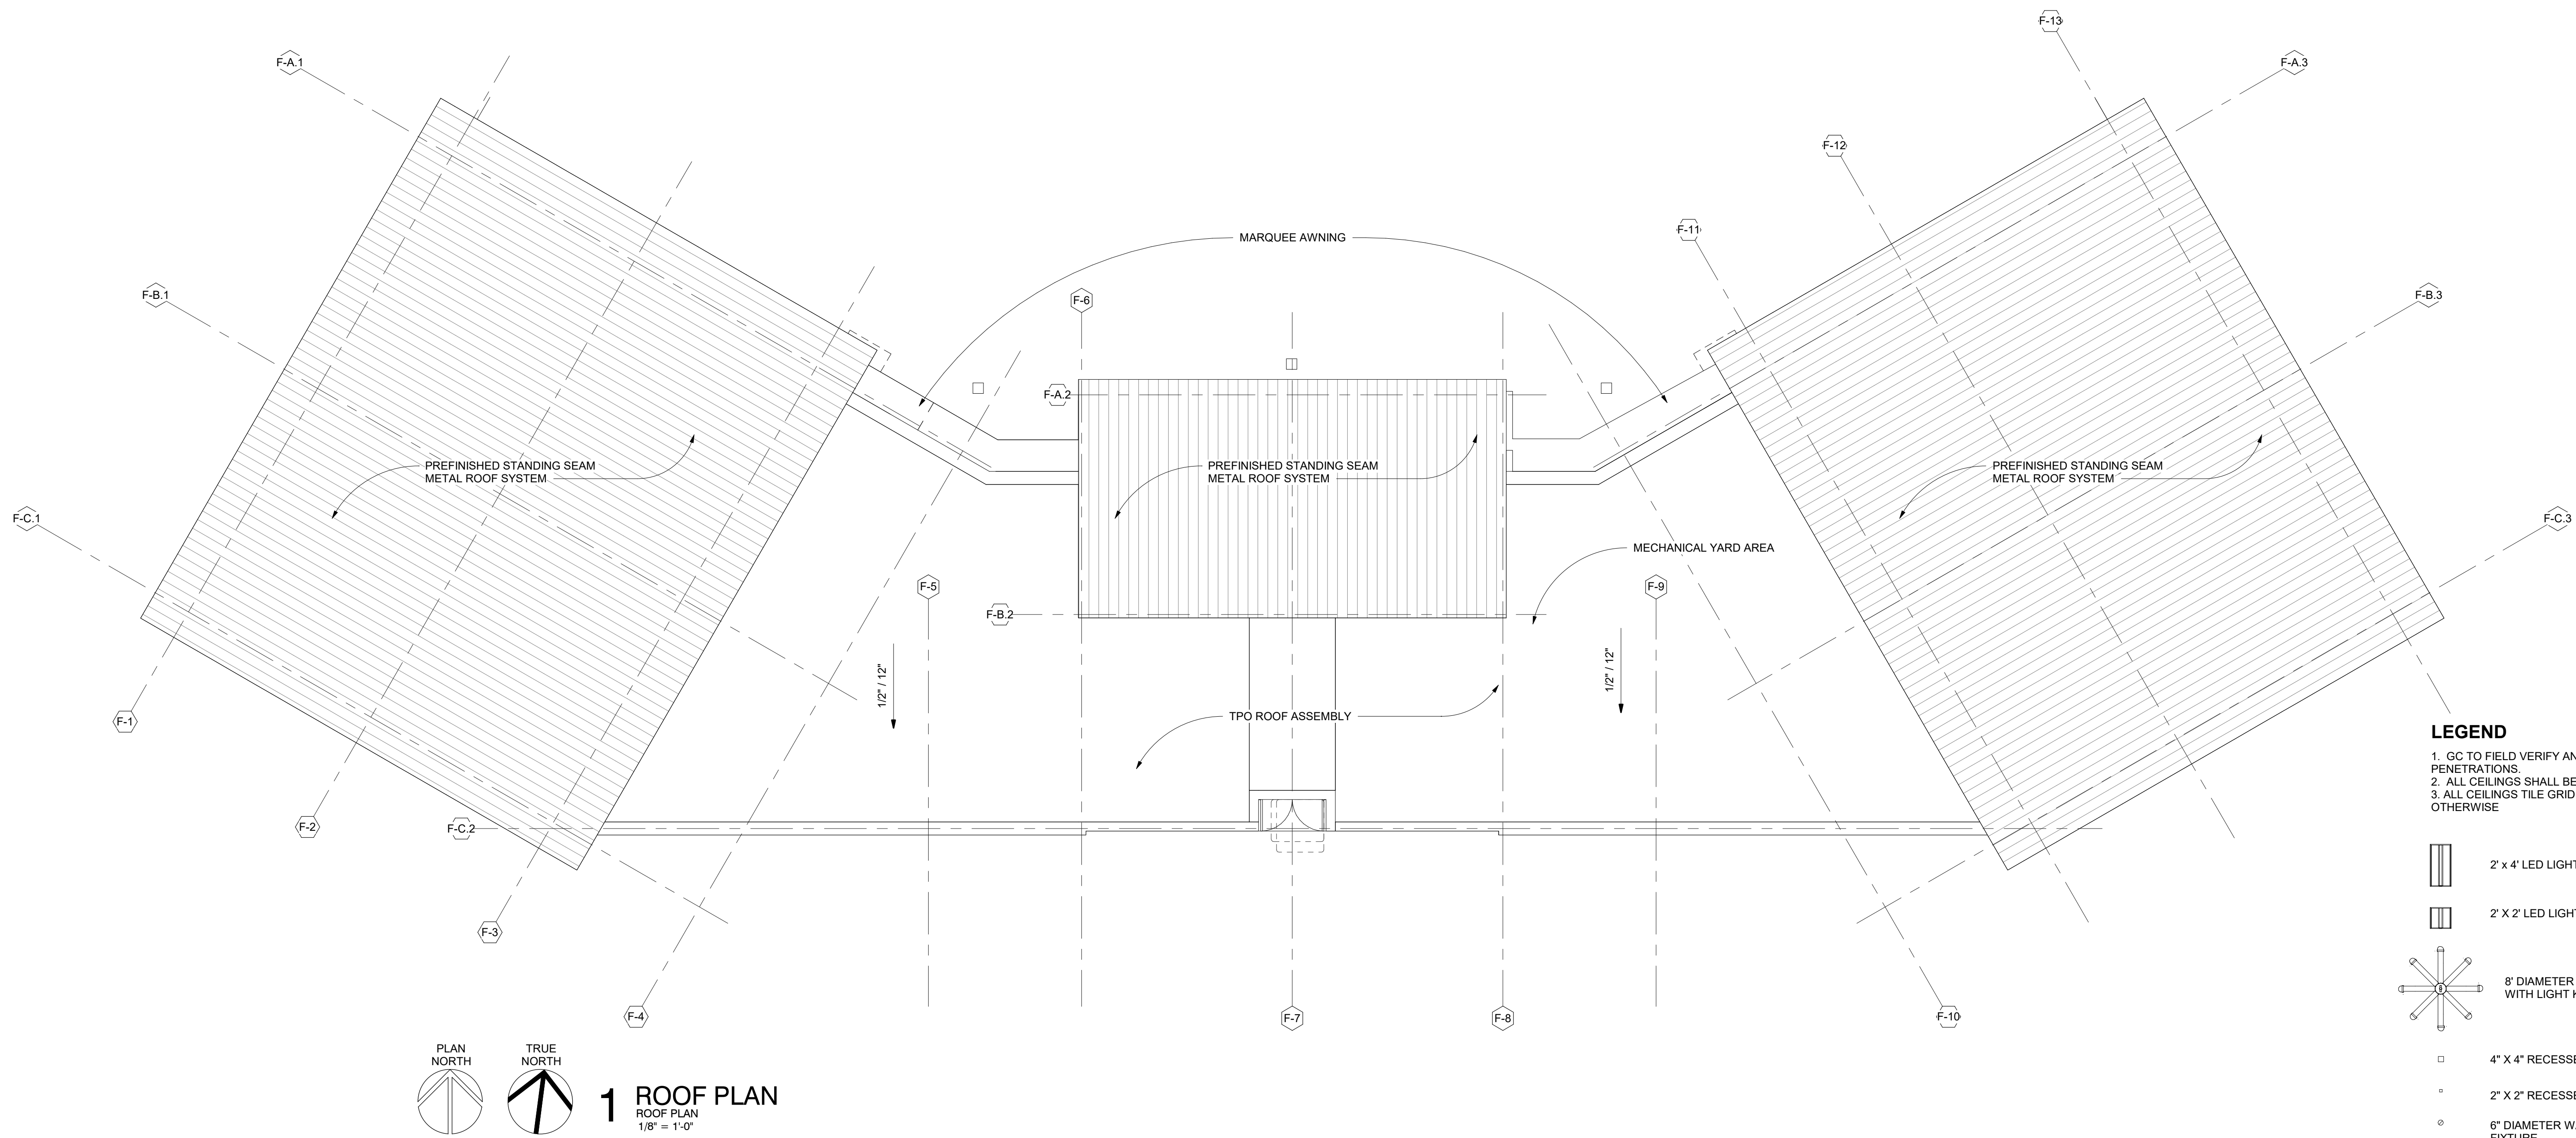 F-13
F-A.1
F-A.3
F-12
F-11
MARQUEE AWNING
F-B.1
F-6
F-B.3
F-A.2
PREFINISHED STANDING SEAM
METAL ROOF SYSTEM
PREFINISHED STANDING SEAM
METAL ROOF SYSTEM
PREFINISHED STANDING SEAM
METAL ROOF SYSTEM
F-C.1
F-C.3
MECHANICAL YARD AREA
F-5
F-9
F-B.2
1/2" / 12"
1/2" / 12"
F-1
TPO ROOF ASSEMBLY
F-2
F-C.2
F-3
F-4
F-7
F-8
F-10
LEGEND
1. GC TO FIELD VERIFY
PENETRATIONS.
2. ALL CEILINGS SHALL BE
3. ALL CEILINGS TILE GRID
OTHERWISE
2' x 4' LED
2' X 2' LED
8' DIAMETER
WITH LIGHT
4" X 4"
2" X 2"
6" DIAMETER
PLAN
NORTH
TRUE
NORTH
1 ROOF PLAN
ROOF PLAN
1/8" = 1'-0"